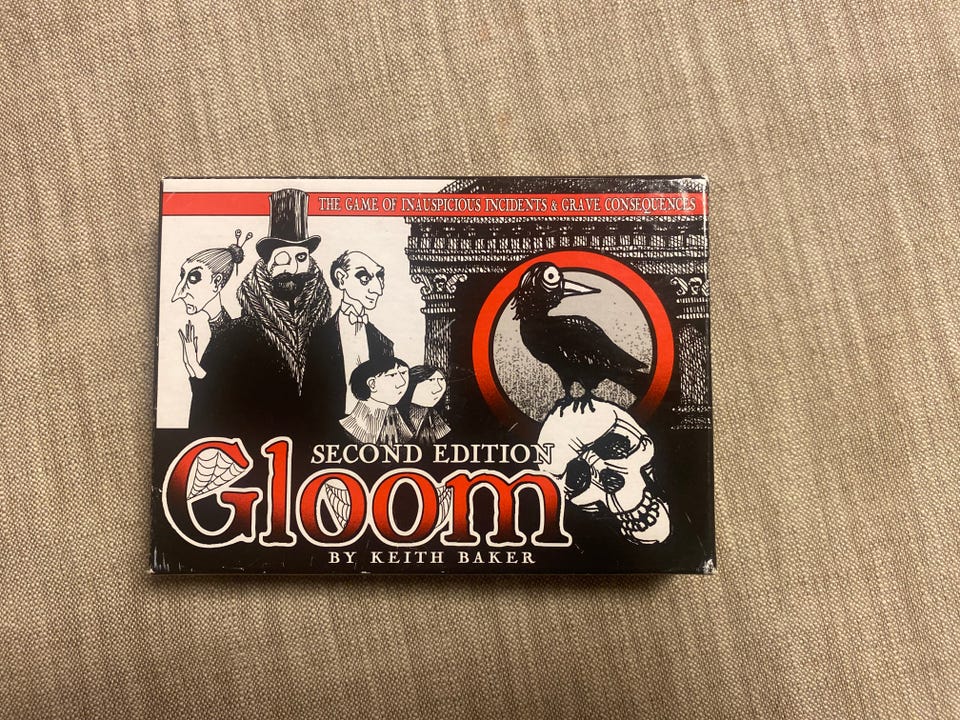 THE GAME OF INAUSPICIOUS INCIDENTS & GRAVE CONSEQUENCES
SECOND EDITION
Gloom
BY KEITH BAKER